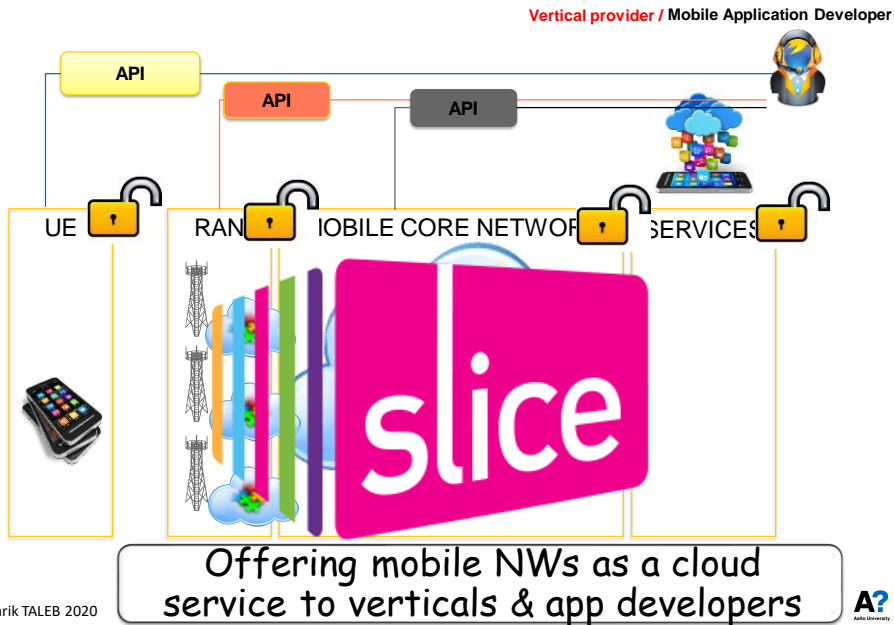 Vertical provider / Mobile Application Developer
API
API
API
UE
RAN
OBILE CORE NETWOR
SERVICES
slice
Offering mobile NWs as a cloud
service to verticals & app developers
arik TALEB 2020
A?
Aalto University